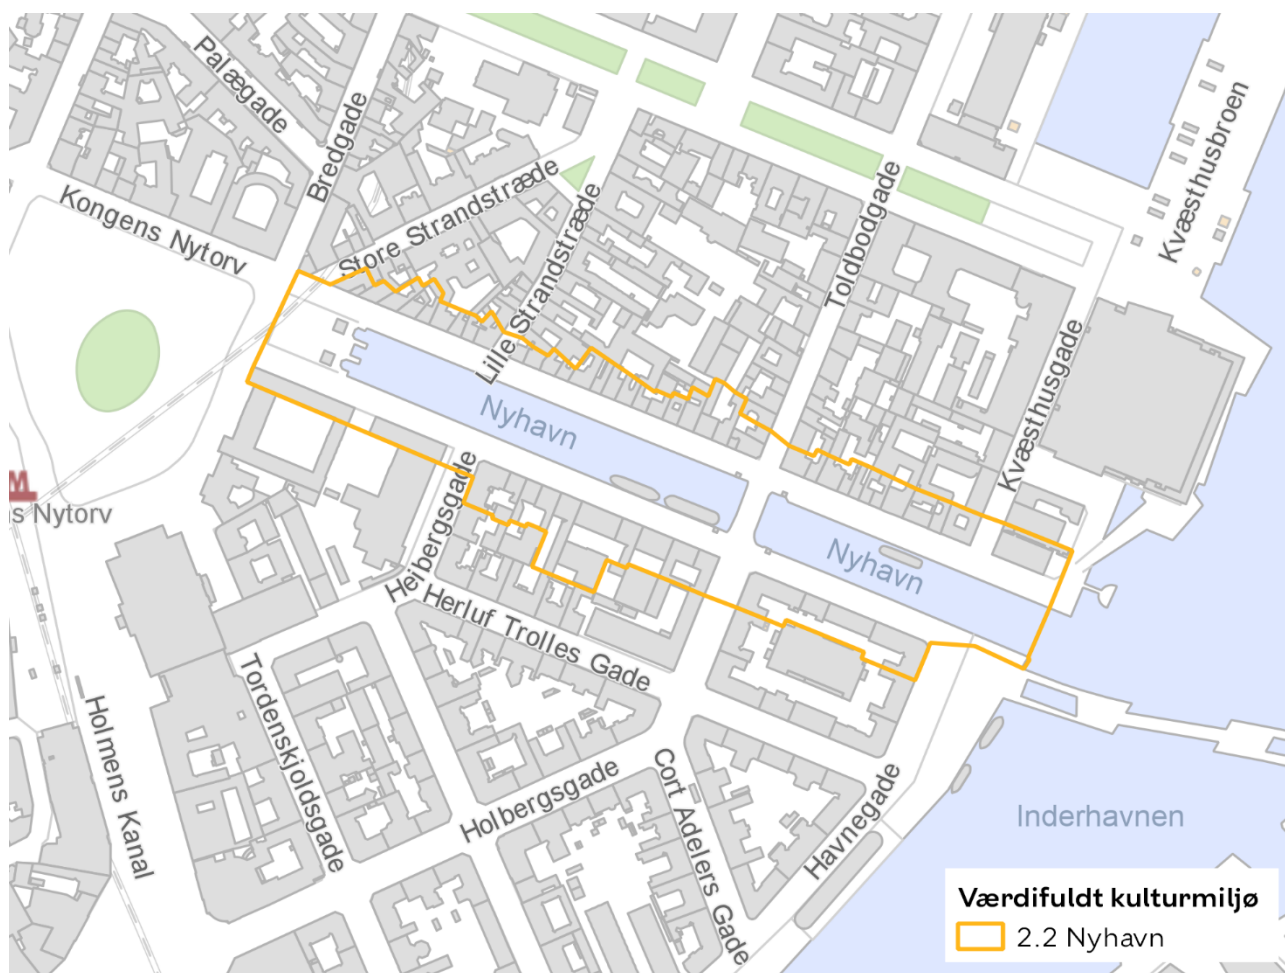 Palægade
Bredgade
Kvæsthusbroen
Kongens Nytorv
Store Strandstræde
Lille Strandstræde
Toldbodgade
Kvæsthusgade
Nyhavn
M
s Nytorv
Nyhavn
Heibergsgade
Herluf Trolles Gade
Tordenskjoldsgade
Holmens Kanal
Holbergsgade
Cort Adelers Gade
Havnegade
Inderhavnen
Værdifuldt kulturmiljø
2.2 Nyhavn